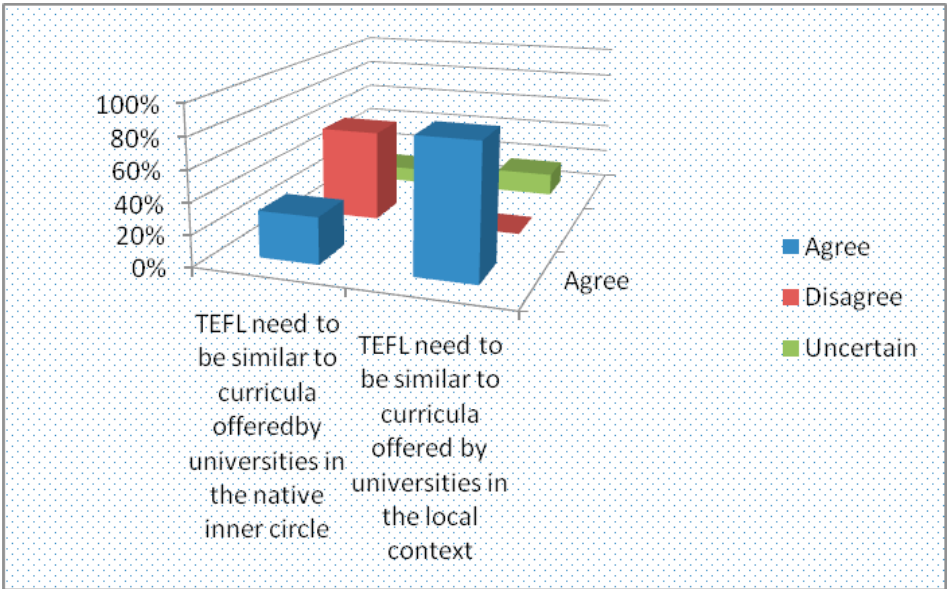 100%
80%
60%
40%
20%
0%
Agree
TEFL need to
be similar to
curricula
offeredby
universities in
the native
inner circle
TEFL need to
be similar to
curricula
offered by
universities in
the local
context
Agree
Disagree
Uncertain